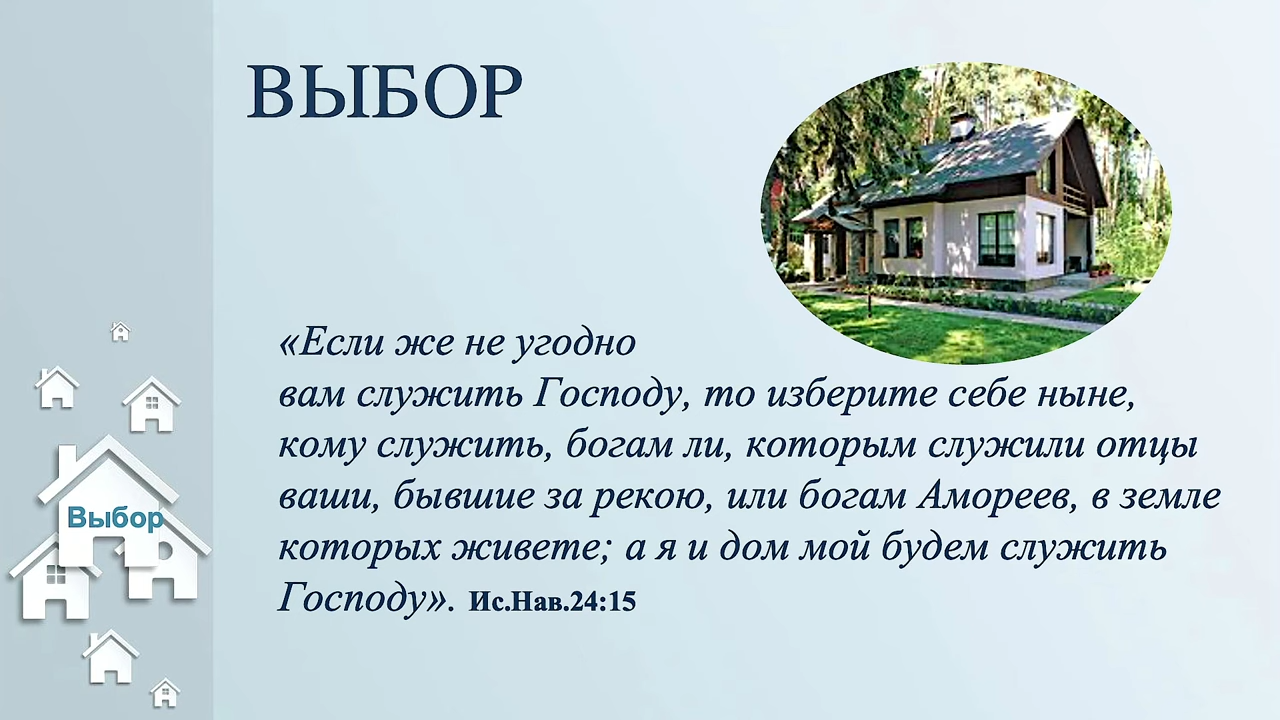 ВЫБОР
«Если же не угодно
вам служить Господу, то изберите себе ныне,
кому служить, богам ли, которым служили отцы
ваши, бывшие за рекою, или богам Амореев, в земле
которых живете; а я и дом мой будем служить
Господу». Ис.Нав.24:15
Выбор